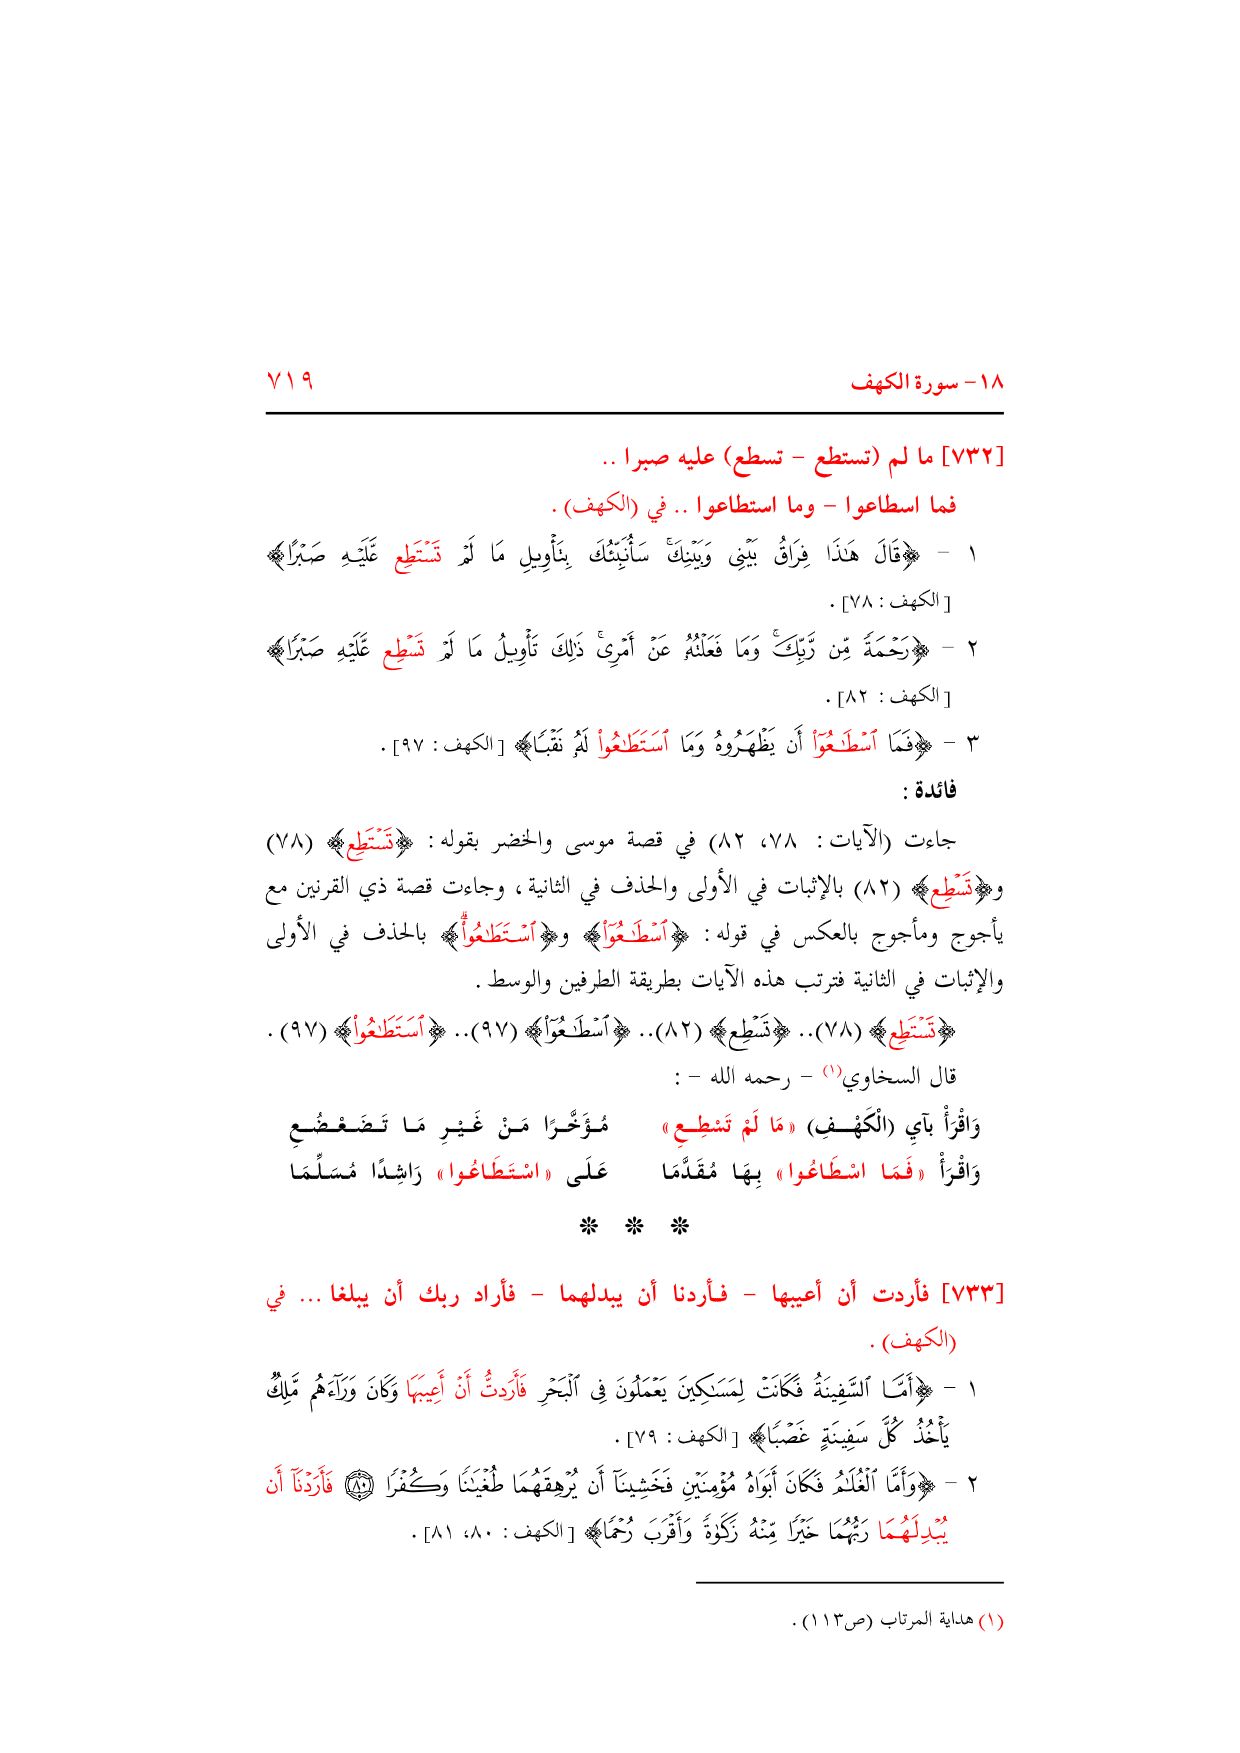 ١٨- سورة الكهف ٧١٩
[٧٣٢] ما لم (تستطع – تسطع) عليه صبرا ..
فما اسطاعوا – وما استطاعوا .. في (الكهف) .
١ – ﴿قَالَ هَٰذَا فِرَاقُ بَيْنِى وَبَيْنِكَ ۚ سَأُنَبِّئُكَ بِتَأْوِيلِ مَا لَمْ تَسْتَطِع عَّلَيْهِ صَبْرًا﴾
[الكهف : ٧٨] .
٢ – ﴿رَحْمَةً مِّن رَّبِّكَ ۚ وَمَا فَعَلْتُهُۥ عَنْ أَمْرِى ۚ ذَٰلِكَ تَأْوِيلُ مَا لَمْ تَسْطِع عَّلَيْهِ صَبْرًا﴾
[الكهف : ٨٢] .
٣ – ﴿فَمَا ٱسْطَٰعُوٓا۟ أَن يَظْهَرُوهُ وَمَا ٱسْتَطَٰعُوا۟ لَهُۥ نَقْبًا﴾ [الكهف : ٩٧] .
فائدة :
جاءت (الآيات : ٧٨، ٨٢) في قصة موسى والخضر بقوله : ﴿تَسْتَطِع﴾ (٧٨)
و﴿تَسْطِع﴾ (٨٢) بالإثبات في الأولى والحذف في الثانية ، وجاءت قصة ذي القرنين مع
يأجوج ومأجوج بالعكس في قوله : ﴿ٱسْطَٰعُوٓا۟﴾ و﴿ٱسْتَطَٰعُوا۟ ۗ﴾ بالحذف في الأولى
والإثبات في الثانية فترتب هذه الآيات بطريقة الطرفين والوسط .
﴿تَسْتَطِع﴾ (٧٨).. ﴿تَسْطِع﴾ (٨٢).. ﴿ٱسْطَٰعُوٓا۟﴾ (٩٧).. ﴿ٱسْتَطَٰعُوا۟﴾ (٩٧) .
قال السخاوي(١) – رحمه الله – :
وَاقْرَأْ بآيِ (الْكَهْفِ) «مَا لَمْ تَسْطِعِ» مُؤَخَّرًا مَنْ غَيْرِ مَا تَضَعْضُعِ
وَاقْرَأْ «فَمَا اسْطَاعُوا» بِهَا مُقَدَّمَا عَلَى «اسْتَطَاعُوا» رَاشِدًا مُسَلِّمَا
* * *
[٧٣٣] فأردت أن أعيبها – فأردنا أن يبدلهما – فأراد ربك أن يبلغا ... في
(الكهف) .
١ – ﴿أَمَّا ٱلسَّفِينَةُ فَكَانَتْ لِمَسَٰكِينَ يَعْمَلُونَ فِى ٱلْبَحْرِ فَأَرَدتُّ أَنْ أَعِيبَهَا وَكَانَ وَرَآءَهُم مَّلِكٌ
يَأْخُذُ كُلَّ سَفِينَةٍ غَصْبًا﴾ [الكهف : ٧٩] .
٢ – ﴿وَأَمَّا ٱلْغُلَٰمُ فَكَانَ أَبَوَاهُ مُؤْمِنَيْنِ فَخَشِينَآ أَن يُرْهِقَهُمَا طُغْيَٰنًا وَكُفْرًا ۝٨٠ فَأَرَدْنَآ أَن
يُبْدِلَهُمَا رَبُّهُمَا خَيْرًا مِّنْهُ زَكَوٰةً وَأَقْرَبَ رُحْمًا﴾ [الكهف : ٨٠، ٨١] .
(١) هداية المرتاب (ص١١٣) .